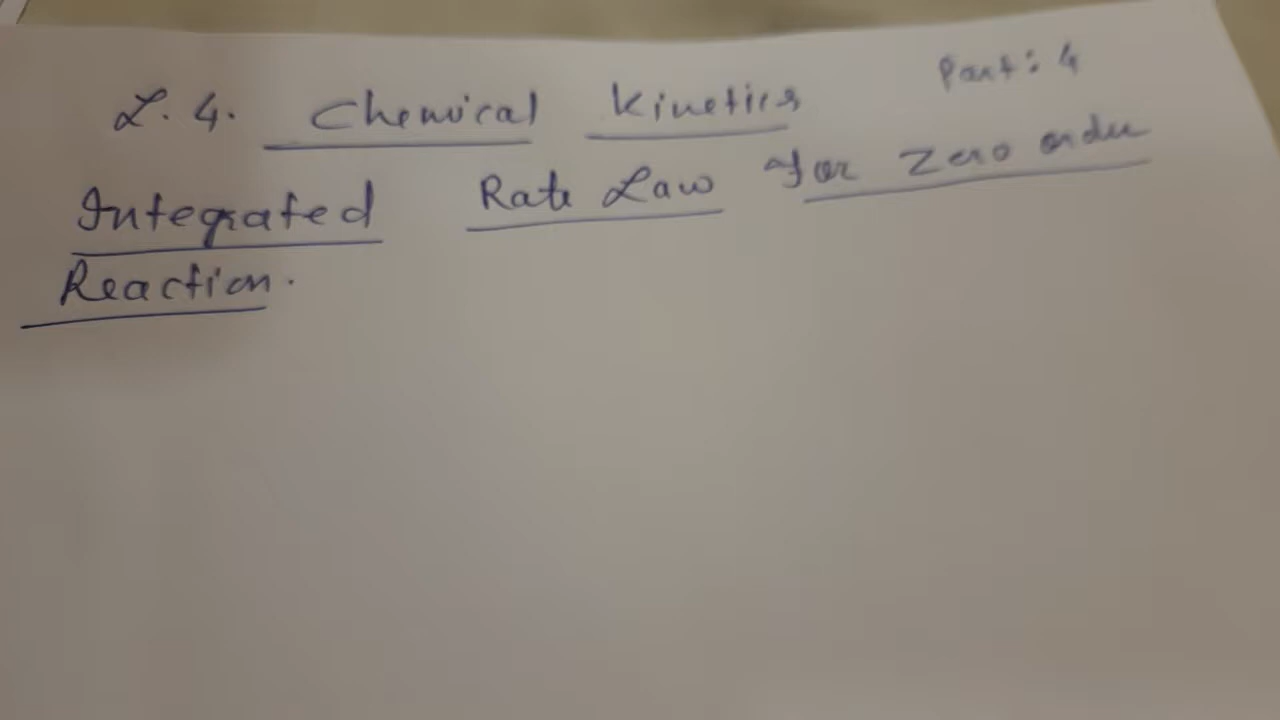 Part: 4
L. 4. Chemical Kinetics
Integrated Rate Law for Zero order
Reaction.